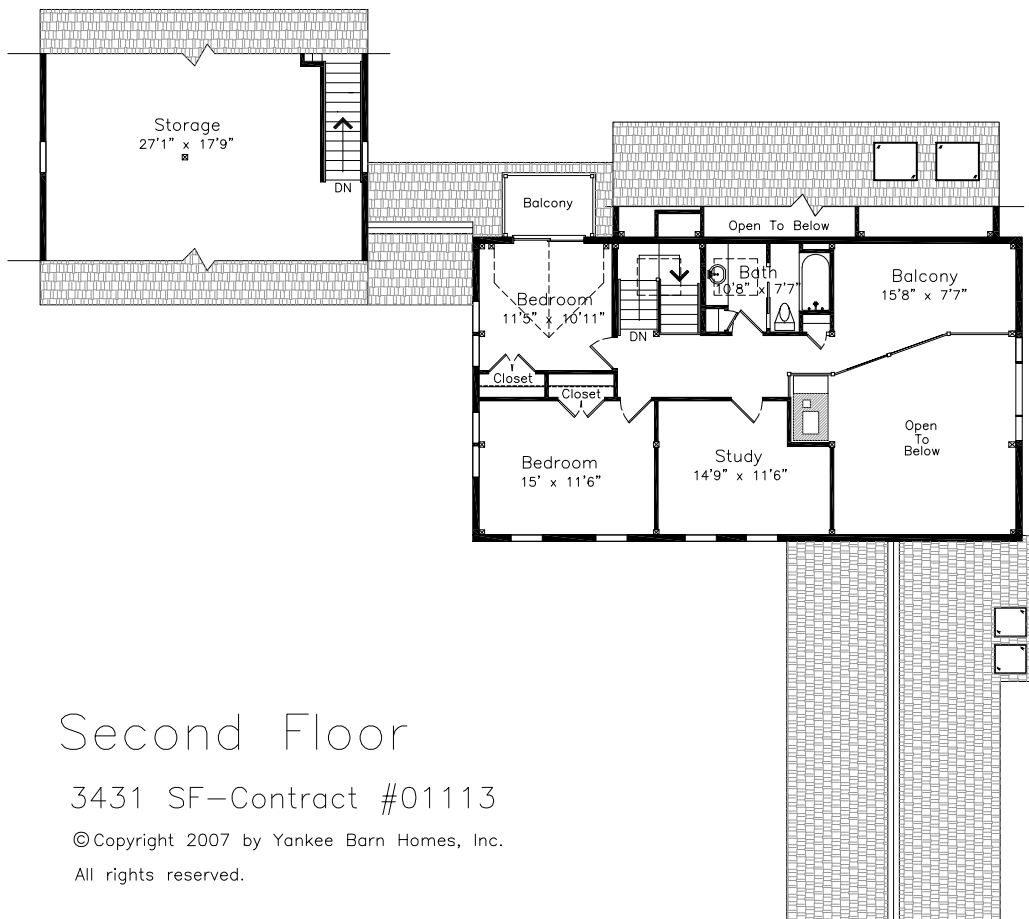 Storage
27'1" x 17'9"
DN
Balcony
Open To Below
Bedroom
11'5" x 10'11"
Bath
10'8" x 7'7"
Balcony
15'8" x 7'7"
DN
Closet
Closet
Bedroom
15' x 11'6"
Study
14'9" x 11'6"
Open
To
Below
Second Floor
3431 SF-Contract #01113
©Copyright 2007 by Yankee Barn Homes, Inc.
All rights reserved.